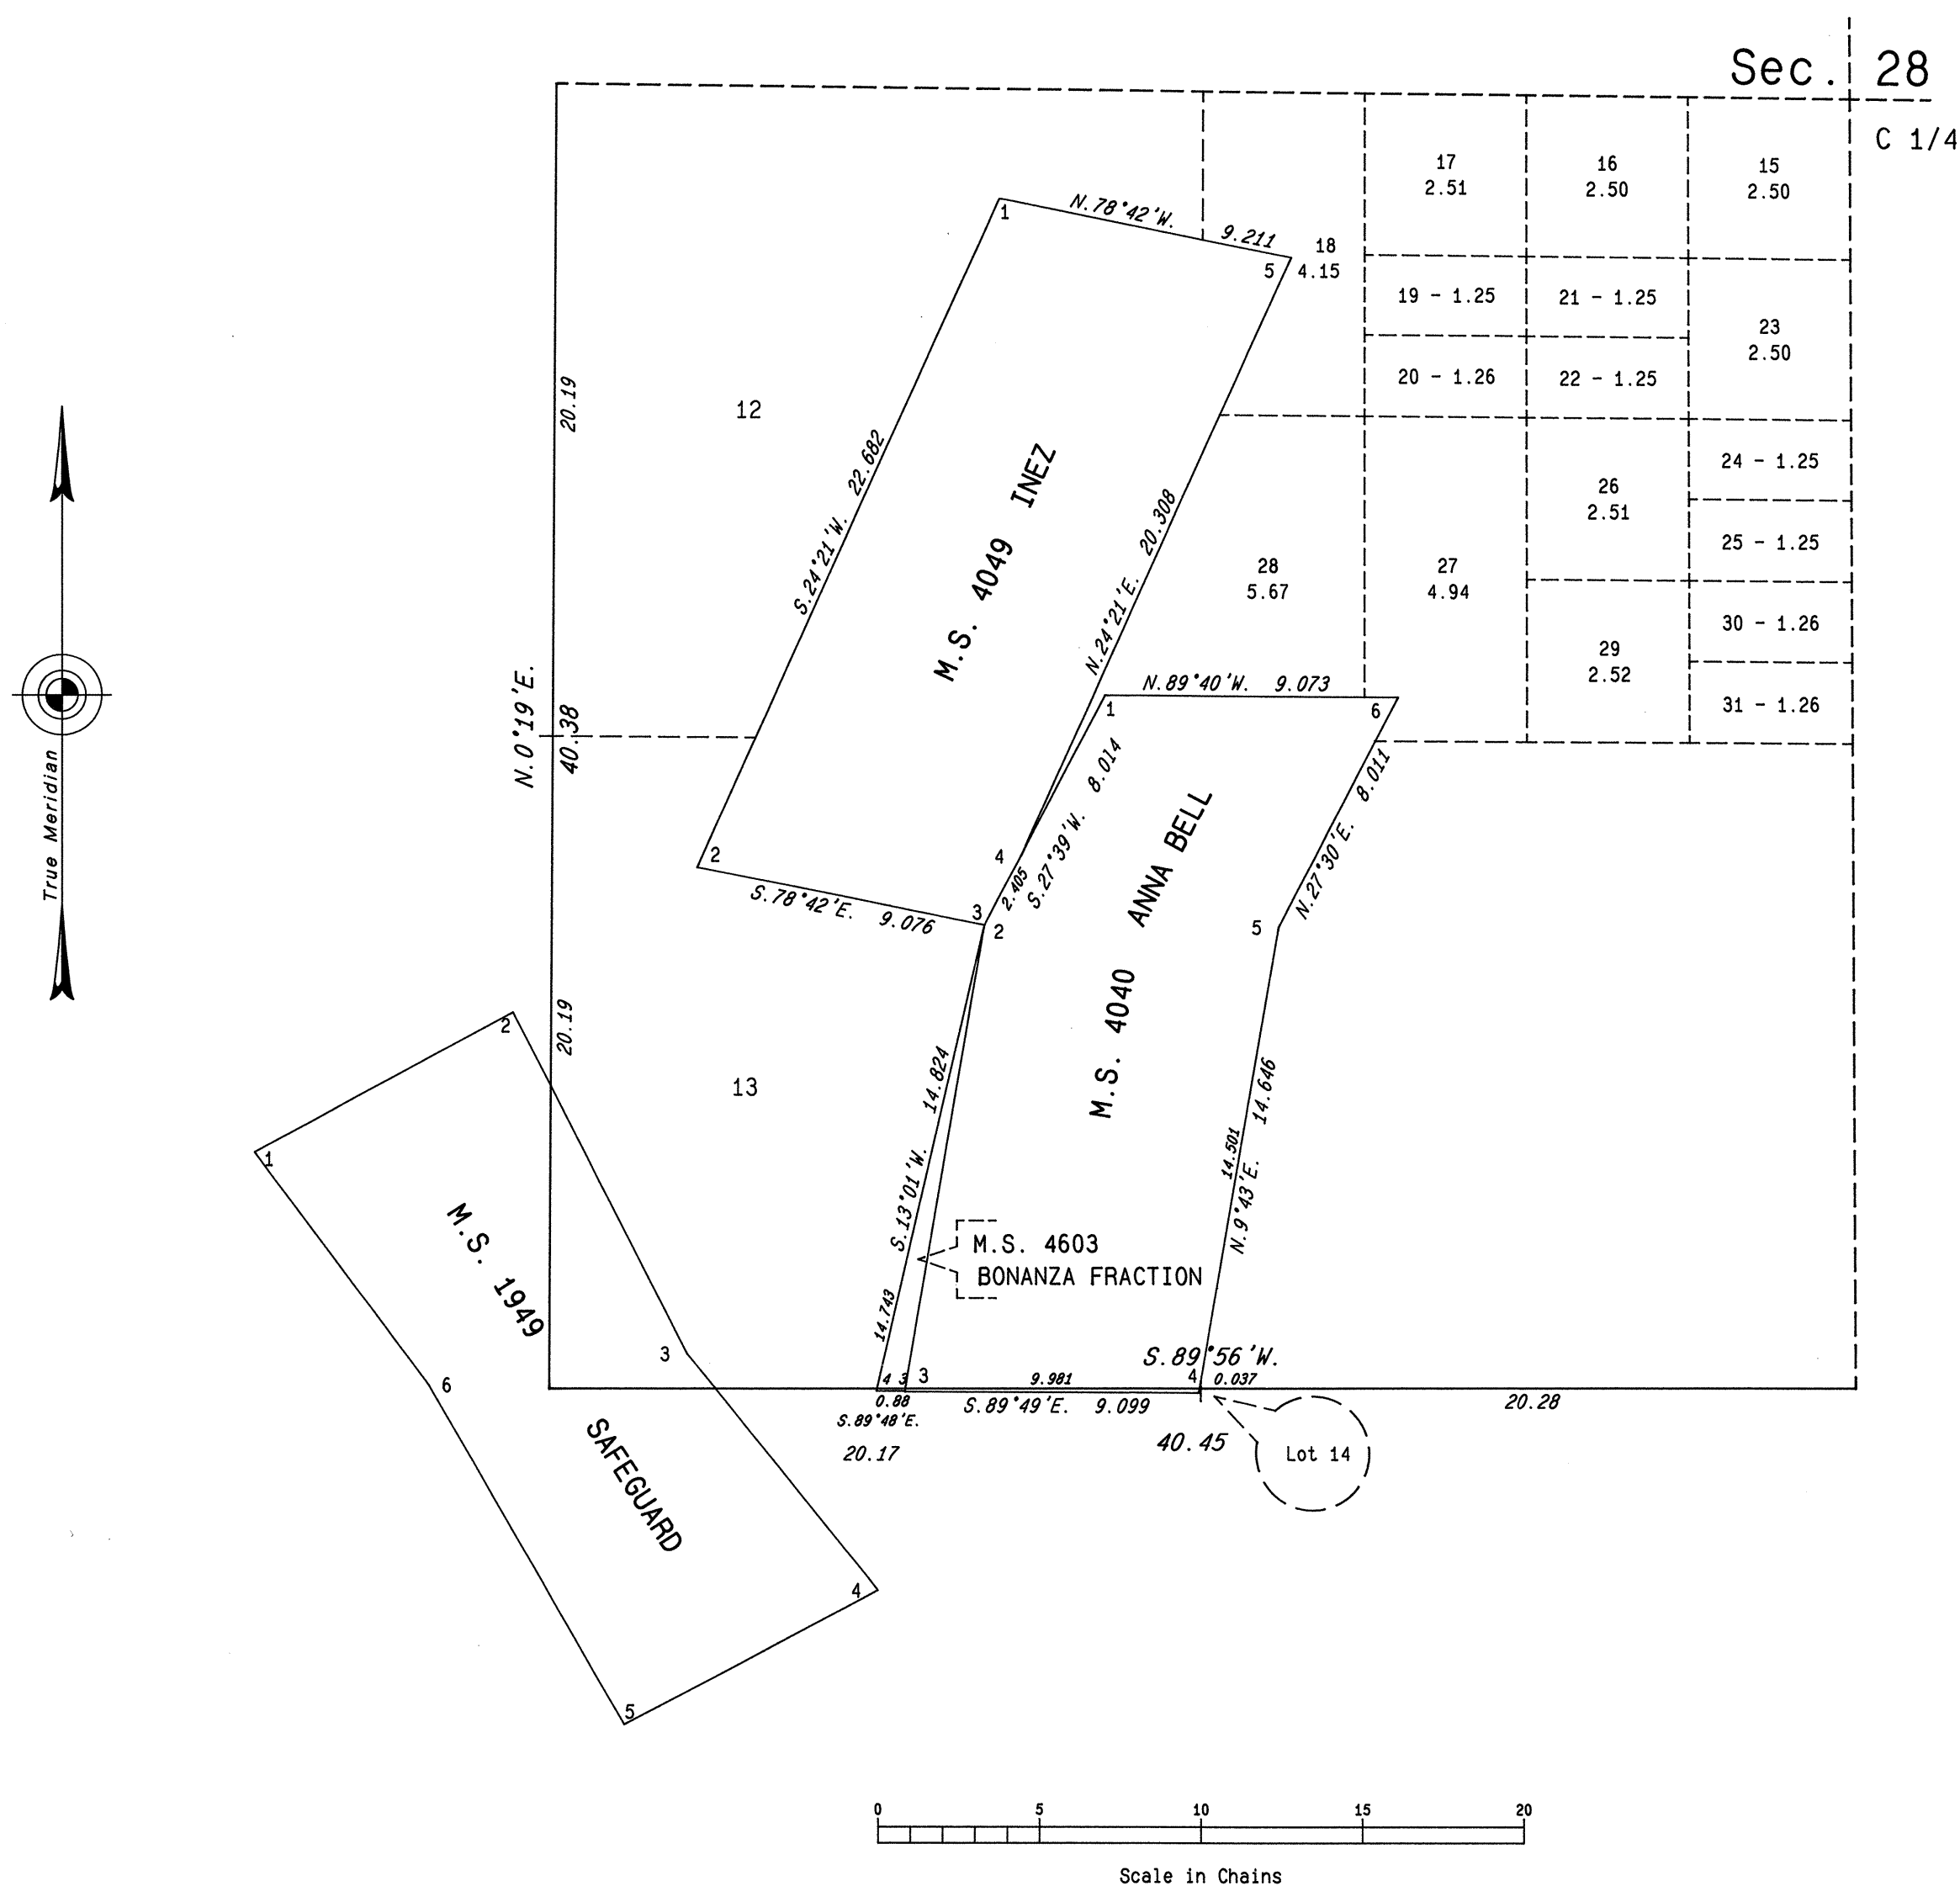 Sec. 28
C 1/4
17
2.51
16
2.50
15
2.50
1
N.78°42'W.
9.211
5
18
4.15
19 - 1.25
21 - 1.25
23
2.50
20 - 1.26
22 - 1.25
20.19
12
S.24°21'W. 22.682
M.S. 4049 INEZ
N.24°21'E. 20.308
24 - 1.25
26
2.51
25 - 1.25
28
5.67
27
4.94
30 - 1.26
29
2.52
31 - 1.26
N.0°19'E.
40.38
N.89°40'W. 9.073
1
6
True Meridian
2
S.78°42'E. 9.076
4
3
2
2.405
S.27°39'W. 8.014
M.S. 4040 ANNA BELL
N.27°30'E. 8.011
5
20.19
13
2
1
M.S. 1949
SAFEGUARD
3
6
4
5
S.13°01'W. 14.824
14.743
M.S. 4603
BONANZA FRACTION
14.501
N.9°43'E. 14.646
S.89°56'W.
4 3
3
9.981
4
0.037
0.88
S.89°48'E.
S.89°49'E. 9.099
20.28
20.17
40.45
Lot 14
0 5 10 15 20
Scale in Chains